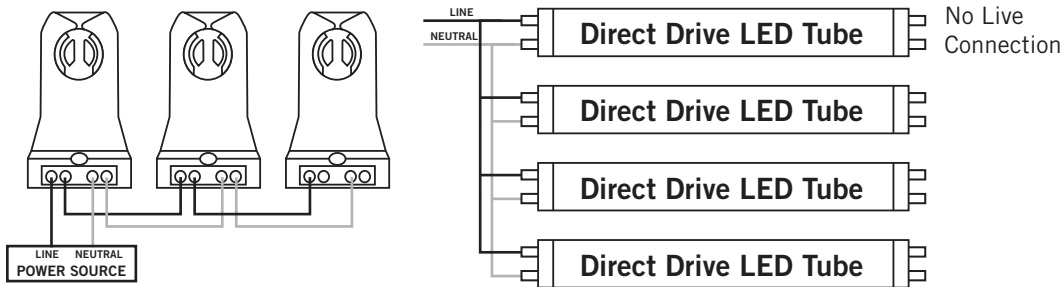 LINE NEUTRAL
POWER SOURCE
LINE
NEUTRAL
Direct Drive LED Tube
No Live
Connection
Direct Drive LED Tube
Direct Drive LED Tube
Direct Drive LED Tube